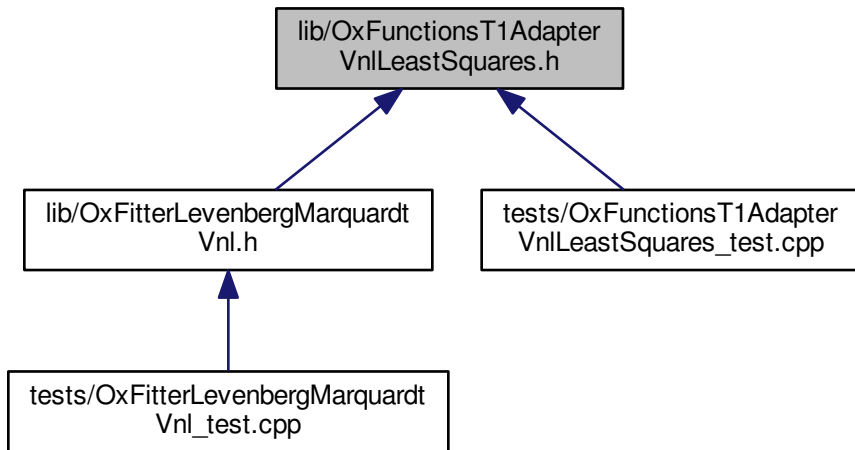 lib/OxFunctionsT1Adapter
VnlLeastSquares.h
lib/OxFitterLevenbergMarquardt
Vnl.h
tests/OxFunctionsT1Adapter
VnlLeastSquares_test.cpp
tests/OxFitterLevenbergMarquardt
Vnl_test.cpp